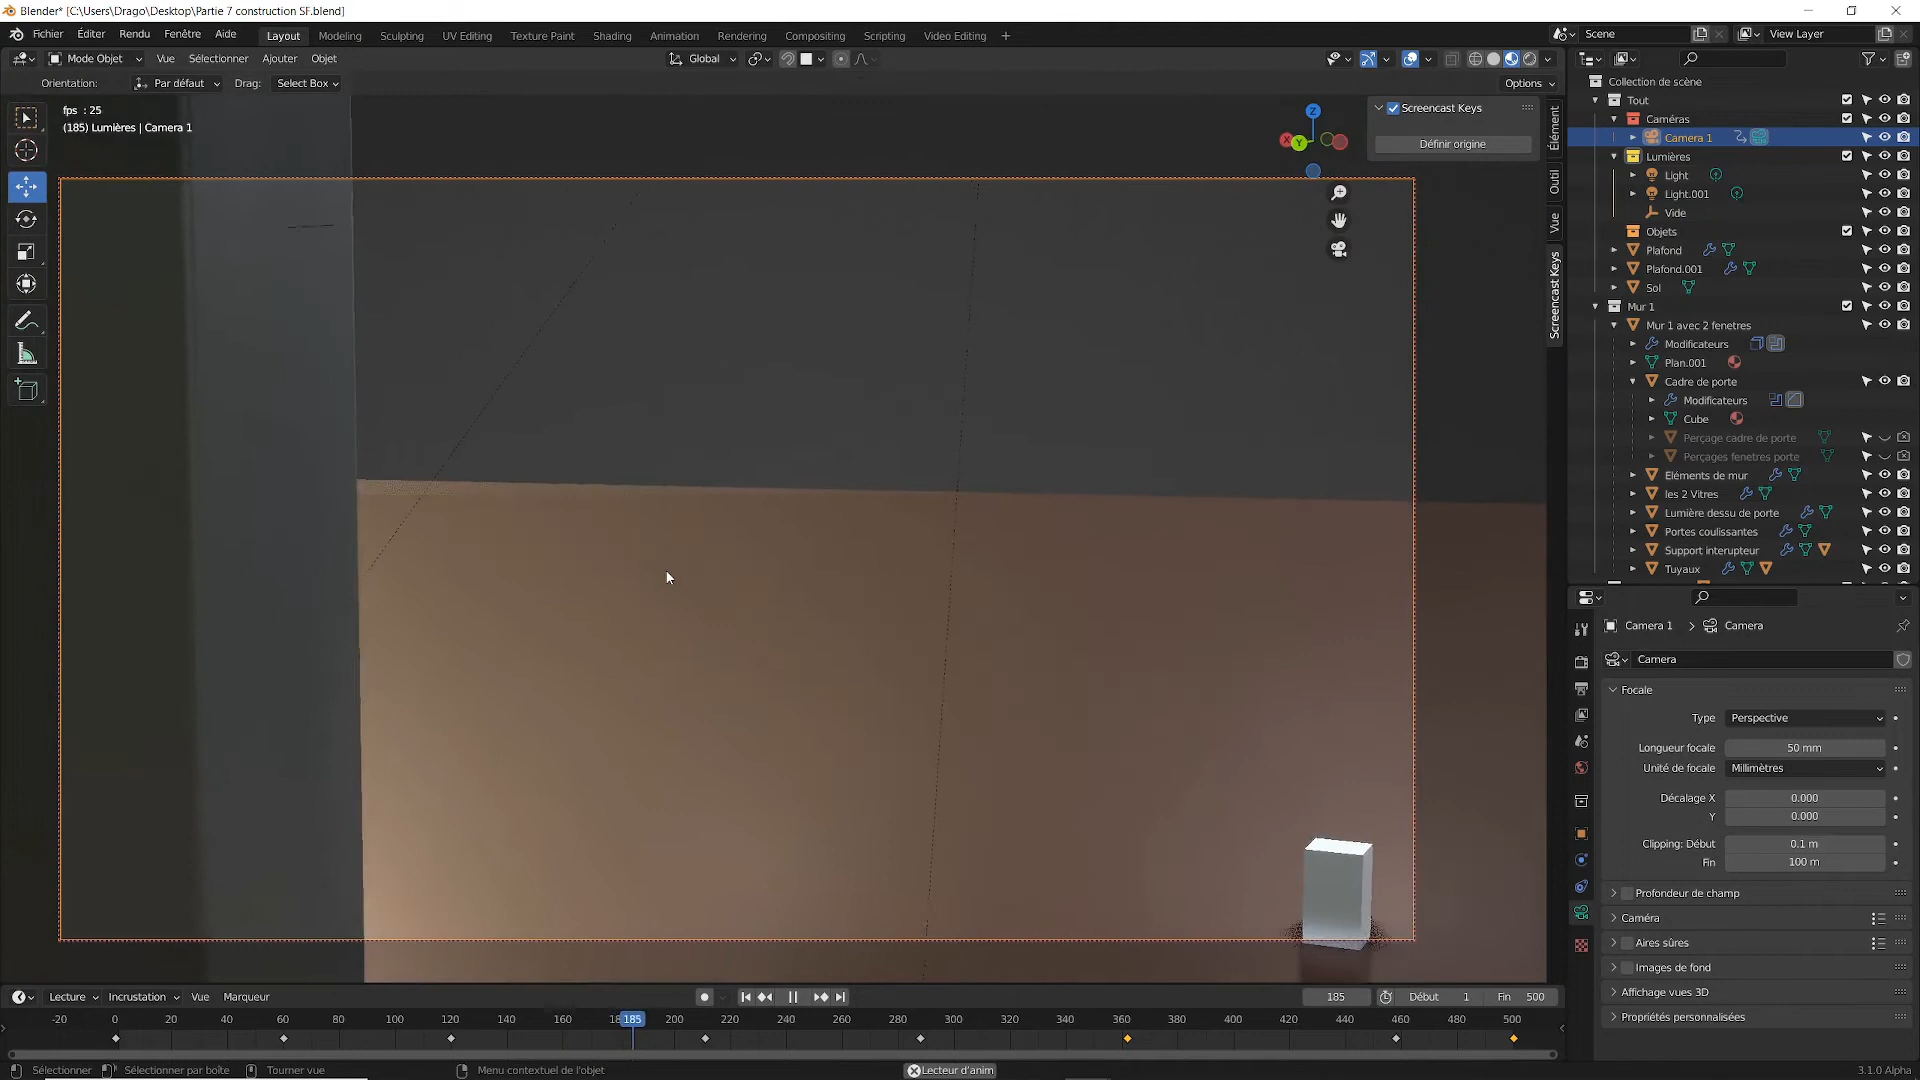 Blender* [C:\Users\Drago\Desktop\Partie 7 construction SF.blend]
Fichier Éditer Rendu Fenêtre Aide Layout Modeling Sculpting UV Editing Texture Paint Shading Animation Rendering Compositing Scripting Video Editing + Scene View Layer
Mode Objet Vue Sélectionner Ajouter Objet Global
Orientation: Par défaut Drag: Select Box Options
fps : 25
(185) Lumières | Camera 1
Z
X
Y
Screencast Keys
Définir origine
Élément
Outil
Vue
Screencast Keys
Collection de scène
Tout
Caméras
Camera 1
Lumières
Light
Light.001
Vide
Objets
Plafond
Plafond.001
Sol
Mur 1
Mur 1 avec 2 fenetres
Modificateurs
Plan.001
Cadre de porte
Modificateurs
Cube
Perçage cadre de porte
Perçages fenetres porte
Eléments de mur
les 2 Vitres
Lumière dessu de porte
Portes coulissantes
Support interupteur
Tuyaux
Camera 1 > Camera
Camera
Focale
Type Perspective
Longueur focale 50 mm
Unité de focale Millimètres
Décalage X 0.000
Y 0.000
Clipping: Début 0.1 m
Fin 100 m
Profondeur de champ
Caméra
Aires sûres
Images de fond
Affichage vues 3D
Propriétés personnalisées
Lecture Incrustation Vue Marqueur 185 Début 1 Fin 500
-20 0 20 40 60 80 100 120 140 160 185 200 220 240 260 280 300 320 340 360 380 400 420 440 460 480 500
Sélectionner Sélectionner par boîte Tourner vue Menu contextuel de l'objet Lecteur d'anim 3.1.0 Alpha